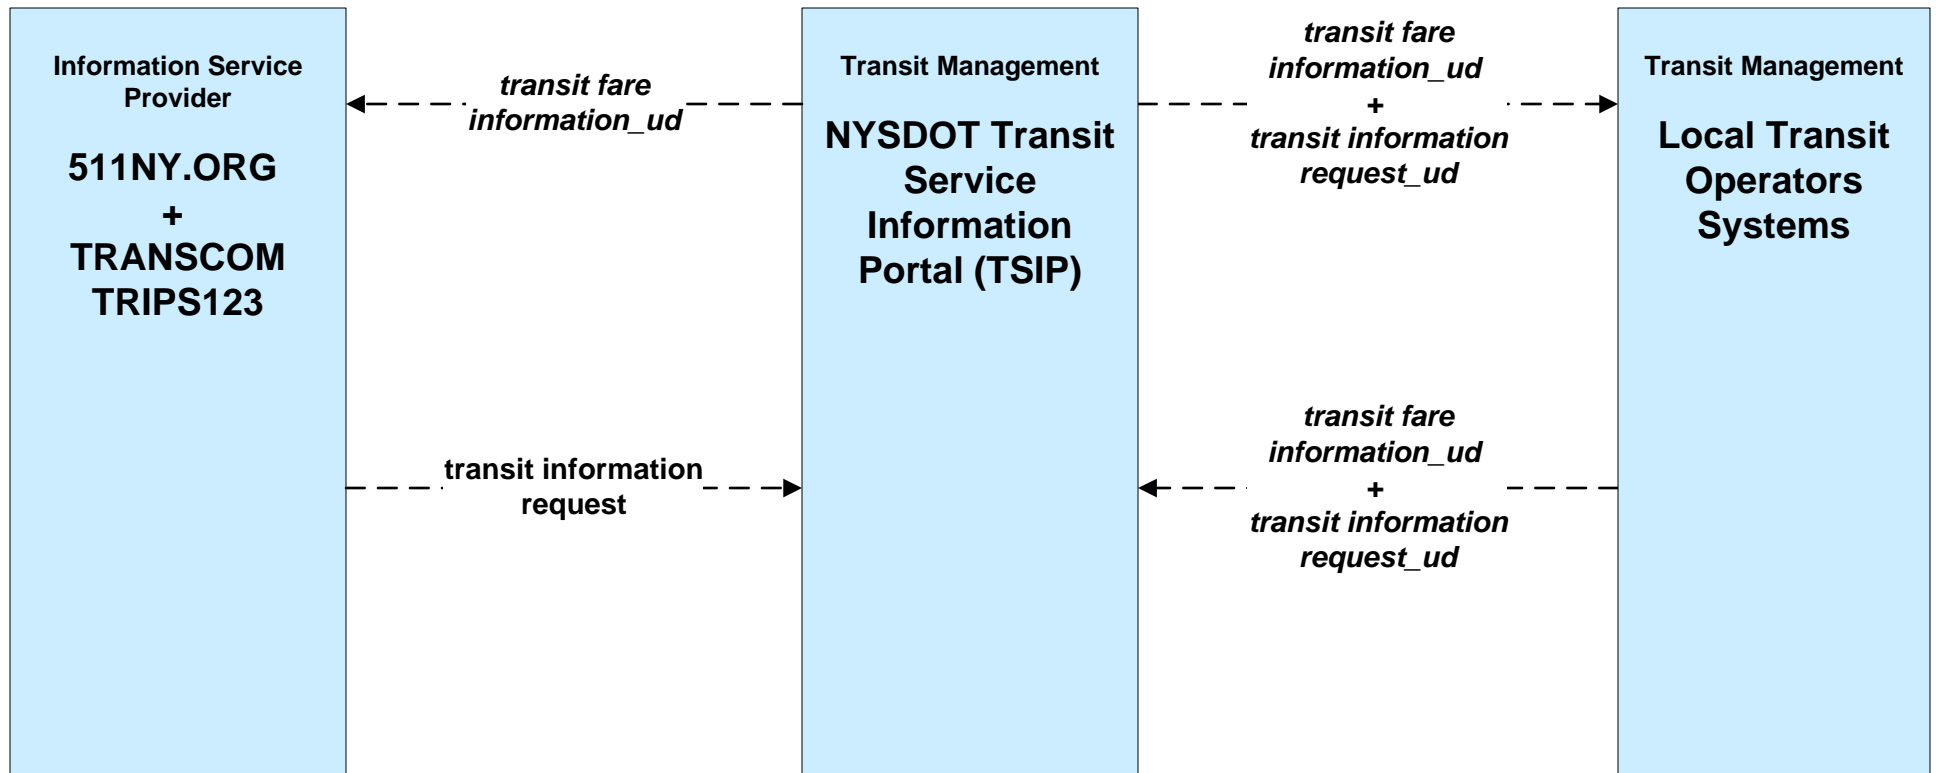 Information Service
Provider
511NY.ORG
+
TRANSCOM
TRIPS123
transit fare
information_ud
transit information
request
Transit Management
NYSDOT Transit
Service
Information
Portal (TSIP)
transit fare
information_ud
+
transit information
request_ud
transit fare
information_ud
+
transit information
request_ud
Transit Management
Local Transit
Operators
Systems